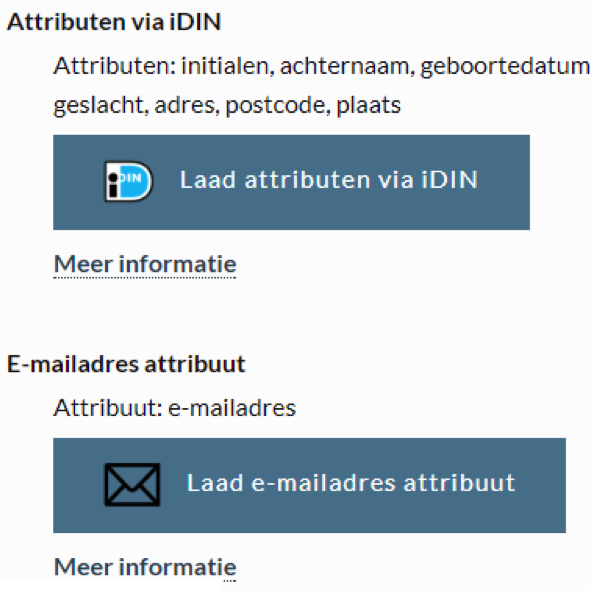 Attributen via iDIN
Attributen: initialen, achternaam, geboortedatum
geslacht, adres, postcode, plaats
iDIN Laad attributen via iDIN
Meer informatie
E-mailadres attribuut
Attribuut: e-mailadres
Laad e-mailadres attribuut
Meer informatie